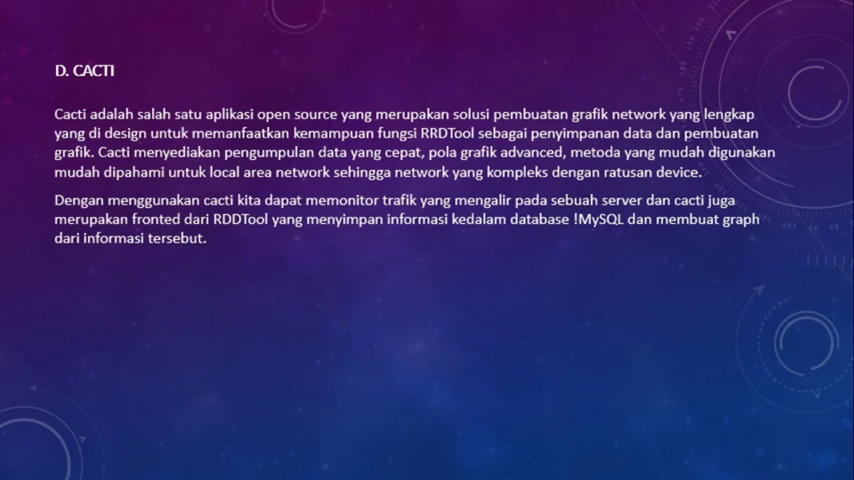 D. CACTI
Cacti adalah salah satu aplikasi open source yang merupakan solusi pembuatan grafik network yang lengkap
yang di design untuk memanfaatkan kemampuan fungsi RRDTool sebagai penyimpanan data dan pembuatan
grafik. Cacti menyediakan pengumpulan data yang cepat, pola grafik advanced, metoda yang mudah digunakan
mudah dipahami untuk local area network sehingga network yang kompleks dengan ratusan device.
Dengan menggunakan cacti kita dapat memonitor trafik yang mengalir pada sebuah server dan cacti juga
merupakan fronted dari RDDTool yang menyimpan informasi kedalam database !MySQL dan membuat graph
dari informasi tersebut.